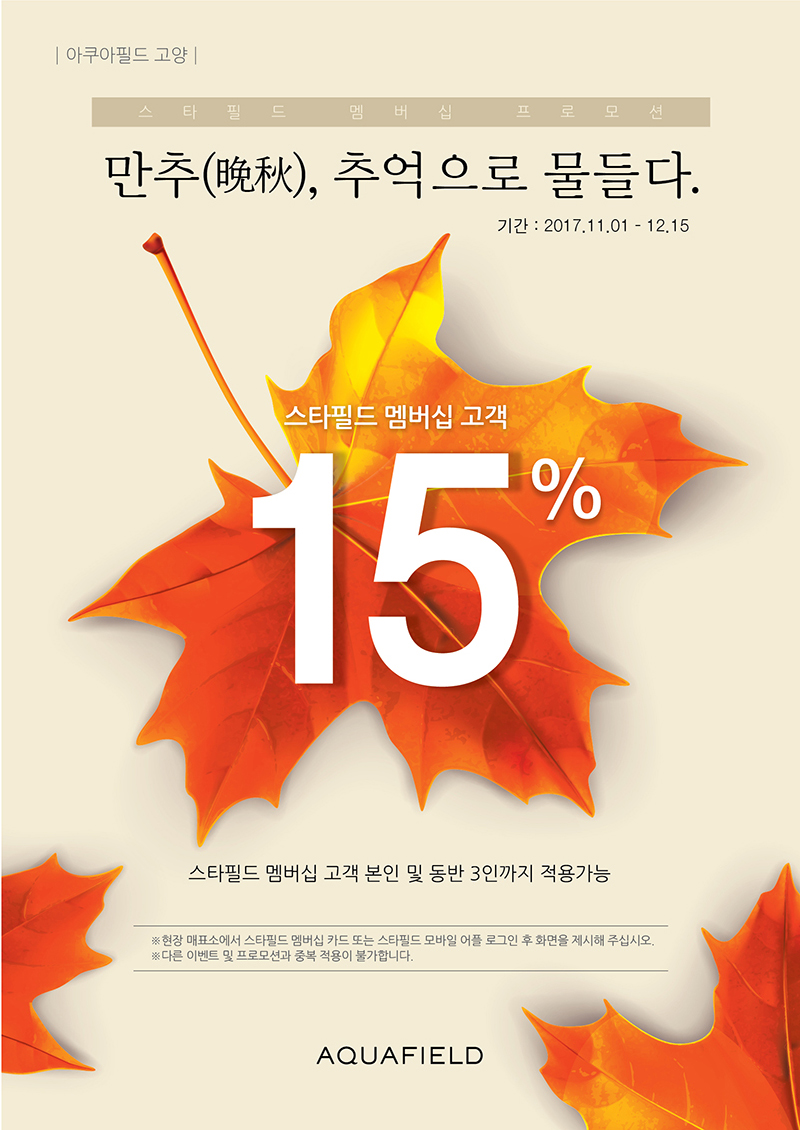 | 아쿠아필드 고양 |
스타필드 멤버십 프로모션
만추(晩秋), 추억으로 물들다.
기간 : 2017.11.01 - 12.15
스타필드 멤버십 고객
15%
스타필드 멤버십 고객 본인 및 동반 3인까지 적용가능
※현장 매표소에서 스타필드 멤버십 카드 또는 스타필드 모바일 어플 로그인 후 화면을 제시해 주십시오.
※다른 이벤트 및 프로모션과 중복 적용이 불가합니다.
AQUAFIELD